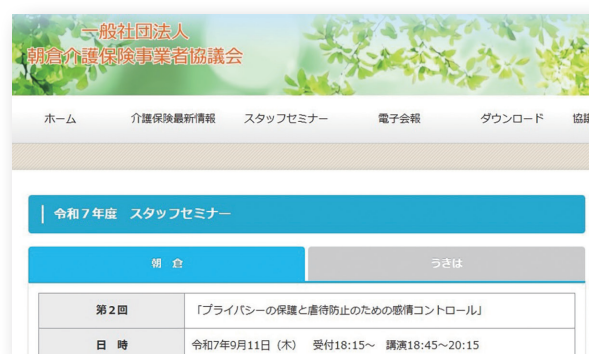 一般社団法人
朝倉介護保険事業者協議会
ホーム 介護保険最新情報 スタッフセミナー 電子会報 ダウンロード 協議
令和7年度 スタッフセミナー
朝 倉 うきは
第2回 「プライバシーの保護と虐待防止のための感情コントロール」
日 時 令和7年9月11日(木) 受付18:15~ 講演18:45~20:15